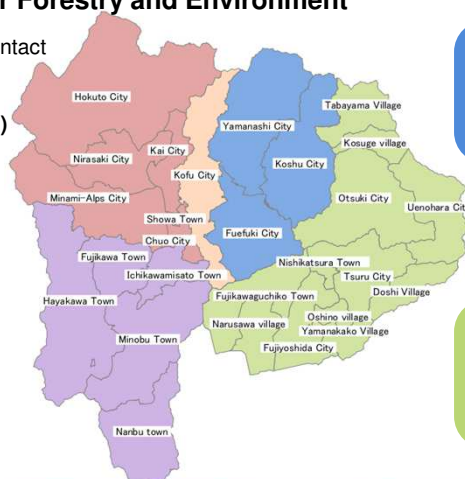 Forestry and Environment
ntact
)
Hokuto City
Tabayama Village
Yamanashi City
Kosuge village
Kai City
Nirasaki City
Koshu City
Kofu City
Minami-Alps City
Otsuki City
Uenohara Cit
Showa Town
Fuefuki City
Chuo City
Fujikawa Town
Nishikatsura Town
Ichikawamisato Town
Tsuru City
Doshi Village
Hayakawa Town
Fujikawaguchiko Town
Oshino village
Narusawa village
Yamanakako Village
Minobu Town
Fujiyoshida City
Nanbu town